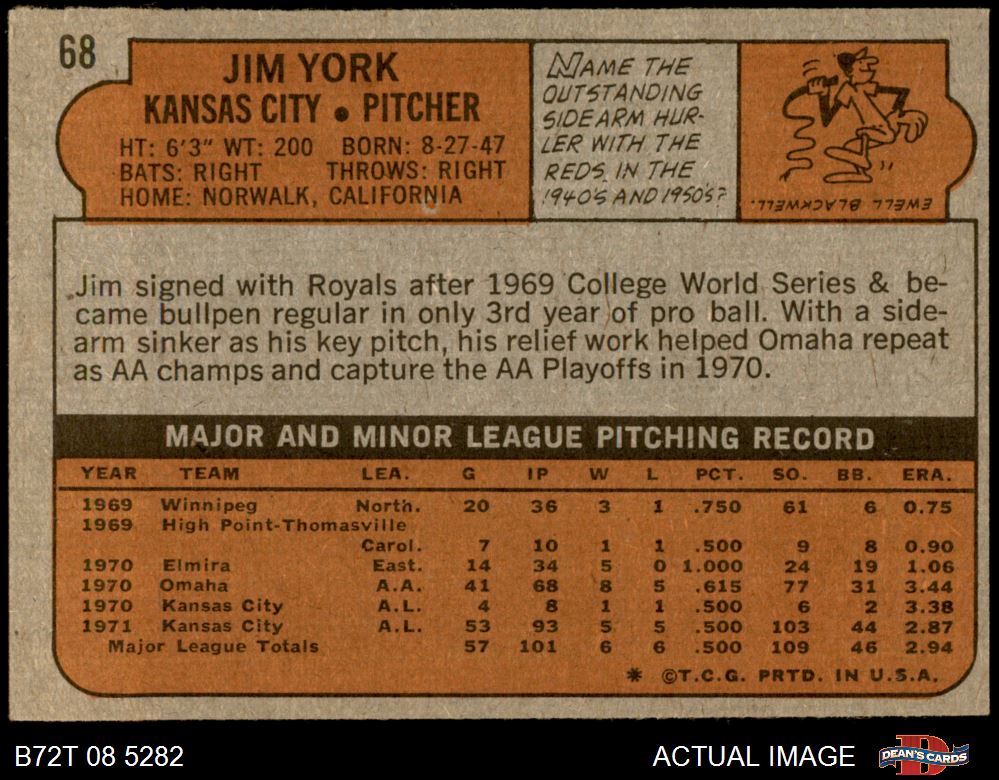 68
JIM YORK
KANSAS CITY • PITCHER
HT: 6'3" WT: 200 BORN: 8-27-47
BATS: RIGHT THROWS: RIGHT
HOME: NORWALK, CALIFORNIA
NAME THE
OUTSTANDING
SIDEARM HUR-
LER WITH THE
REDS IN THE
1940'S AND 1950'S?
EWELL BLACKWELL.
Jim signed with Royals after 1969 College World Series & be-
came bullpen regular in only 3rd year of pro ball. With a side-
arm sinker as his key pitch, his relief work helped Omaha repeat
as AA champs and capture the AA Playoffs in 1970.
MAJOR AND MINOR LEAGUE PITCHING RECORD
YEAR TEAM LEA. G IP W L PCT. SO. BB. ERA.
1969 Winnipeg North. 20 36 3 1 .750 61 6 0.75
1969 High Point-Thomasville
Carol. 7 10 1 1 .500 9 8 0.90
1970 Elmira East. 14 34 5 0 1.000 24 19 1.06
1970 Omaha A.A. 41 68 8 5 .615 77 31 3.44
1970 Kansas City A.L. 4 8 1 1 .500 6 2 3.38
1971 Kansas City A.L. 53 93 5 5 .500 103 44 2.87
Major League Totals 57 101 6 6 .500 109 46 2.94
* ©T.C.G. PRTD. IN U.S.A.
B72T 08 5282
ACTUAL IMAGE
DEAN'S CARDS